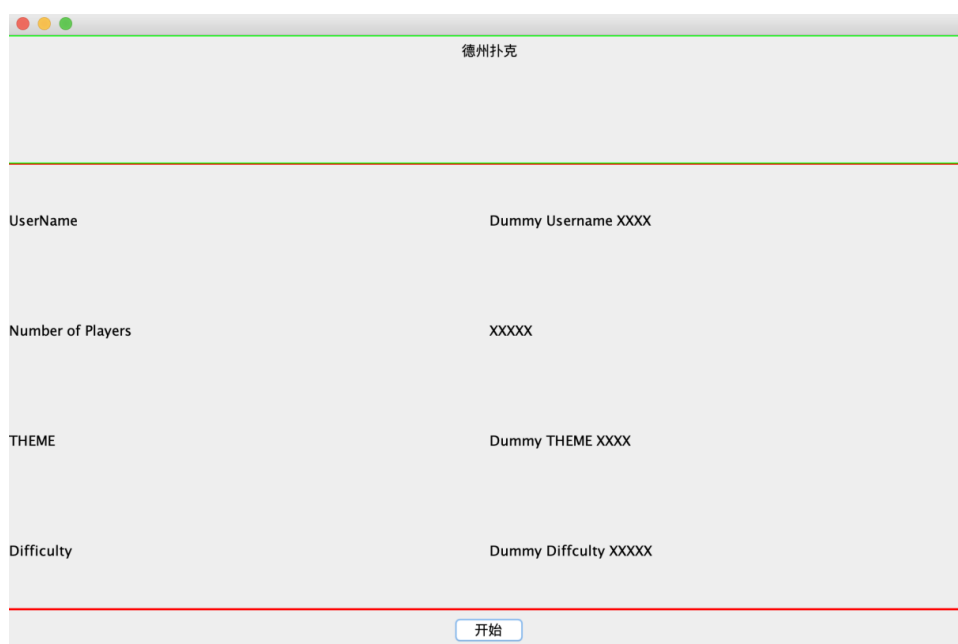 德州扑克
UserName Dummy Username XXXX
Number of Players XXXXX
THEME Dummy THEME XXXX
Difficulty Dummy Diffculty XXXXX
开始